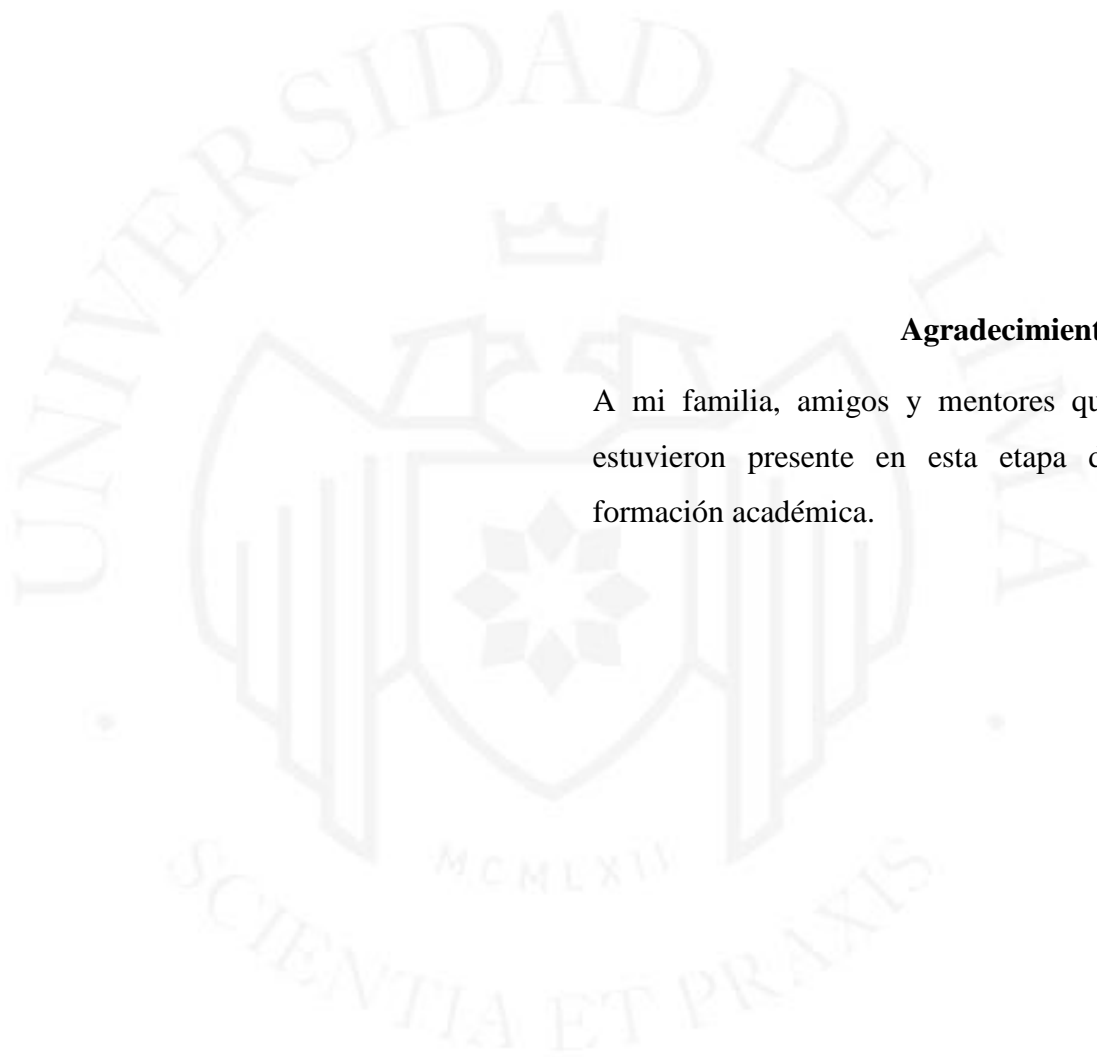 UNIVERSIDAD DE LIMA
Agradecimient
A mi familia, amigos y mentores qu
estuvieron presente en esta etapa d
formación académica.
MCMLXII
SCIENTIA ET PRAXIS